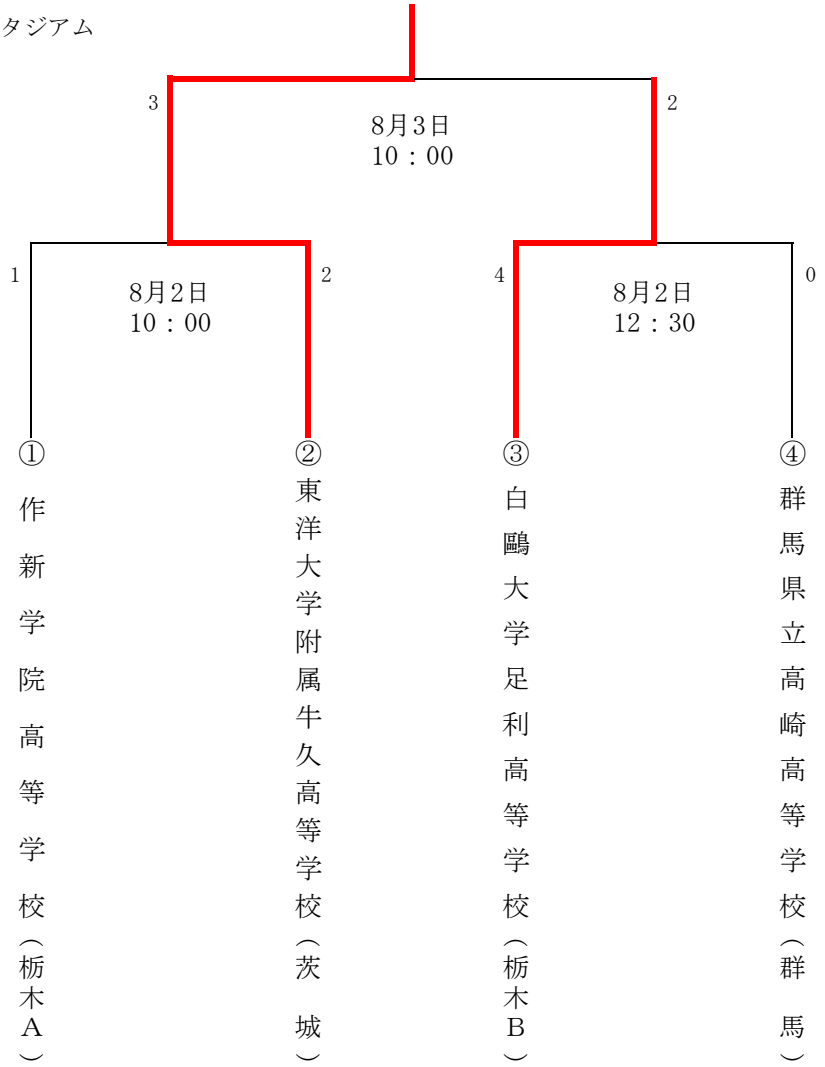 タジアム
3
2
8月3日
10：00
1
2
4
0
8月2日
10：00
8月2日
12：30
①
作新学院高等学校（栃木A）
②
東洋大学附属牛久高等学校（茨城）
③
白鷗大学足利高等学校（栃木B）
④
群馬県立高崎高等学校（群馬）